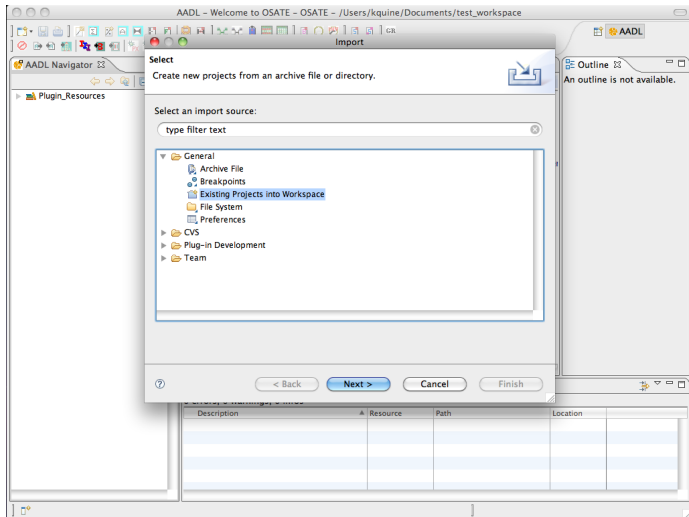 AADL - Welcome to OSATE - OSATE - /Users/kquine/Documents/test_workspace
AADL
AADL Navigator
Plugin_Resources
Import
Select
Create new projects from an archive file or directory.
Select an import source:
type filter text
General
Archive File
Breakpoints
Existing Projects into Workspace
File System
Preferences
CVS
Plug-in Development
Team
< Back Next > Cancel Finish
Outline
An outline is not available.
Description Resource Path Location